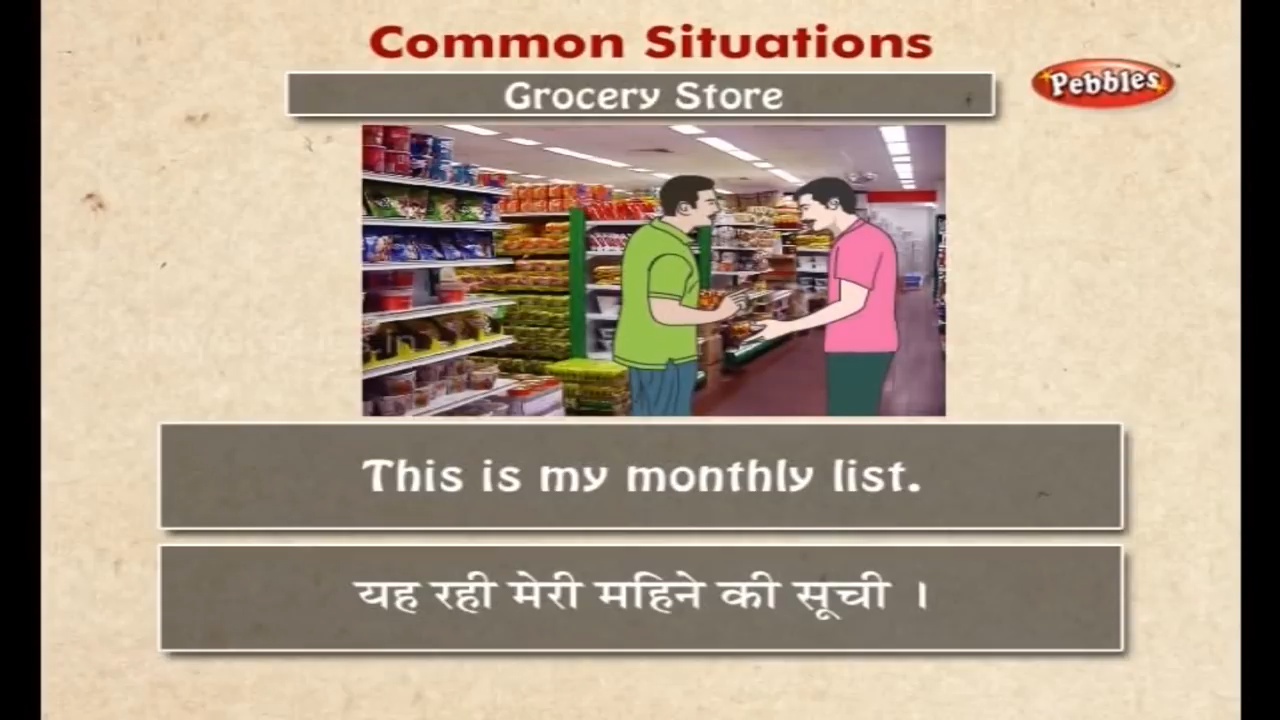 Common Situations
Grocery Store
Pebbles
This is my monthly list.
यह रही मेरी महिने की सूची ।